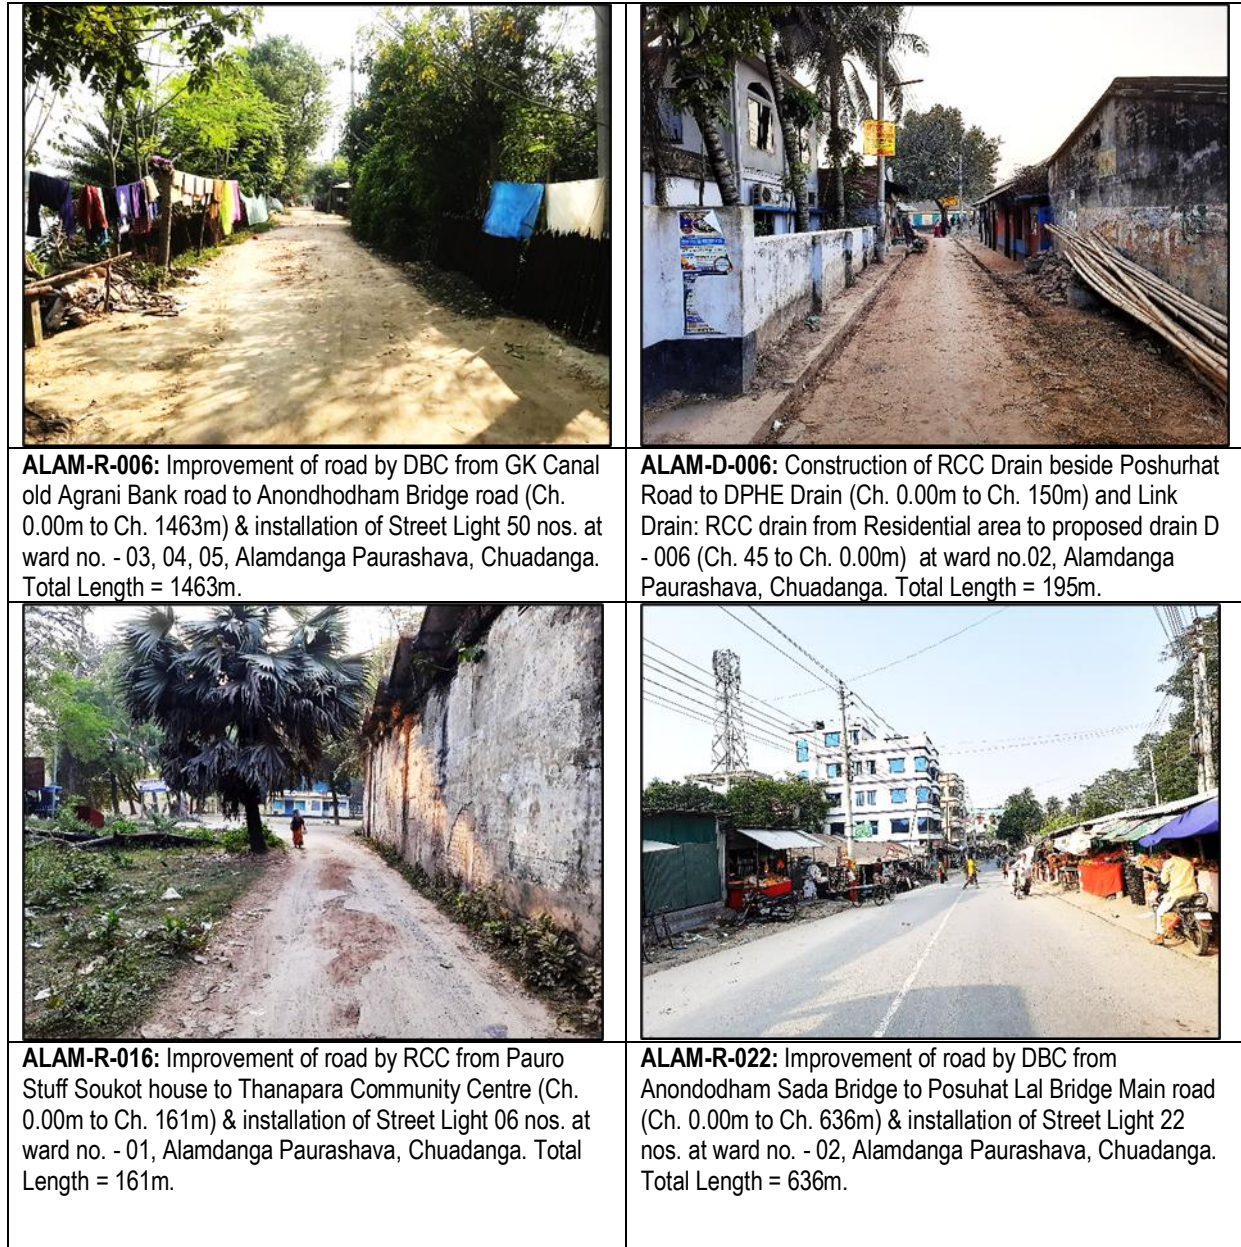 ALAM-R-006: Improvement of road by DBC from GK Canal
old Agrani Bank road to Anondhodham Bridge road (Ch.
0.00m to Ch. 1463m) & installation of Street Light 50 nos. at
ward no. - 03, 04, 05, Alamdanga Paurashava, Chuadanga.
Total Length = 1463m.
ALAM-D-006: Construction of RCC Drain beside Poshurhat
Road to DPHE Drain (Ch. 0.00m to Ch. 150m) and Link
Drain: RCC drain from Residential area to proposed drain D
- 006 (Ch. 45 to Ch. 0.00m)  at ward no.02, Alamdanga
Paurashava, Chuadanga. Total Length = 195m.
ALAM-R-016: Improvement of road by RCC from Pauro
Stuff Soukot house to Thanapara Community Centre (Ch.
0.00m to Ch. 161m) & installation of Street Light 06 nos. at
ward no. - 01, Alamdanga Paurashava, Chuadanga. Total
Length = 161m.
ALAM-R-022: Improvement of road by DBC from
Anondodham Sada Bridge to Posuhat Lal Bridge Main road
(Ch. 0.00m to Ch. 636m) & installation of Street Light 22
nos. at ward no. - 02, Alamdanga Paurashava, Chuadanga.
Total Length = 636m.